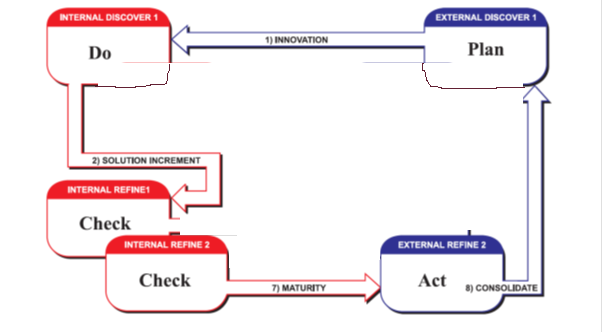 INTERNAL DISCOVER 1
Do
1) INNOVATION
EXTERNAL DISCOVER 1
Plan
2) SOLUTION INCREMENT
INTERNAL REFINE1
Check
INTERNAL REFINE 2
Check
7) MATURITY
EXTERNAL REFINE 2
Act
8) CONSOLIDATE